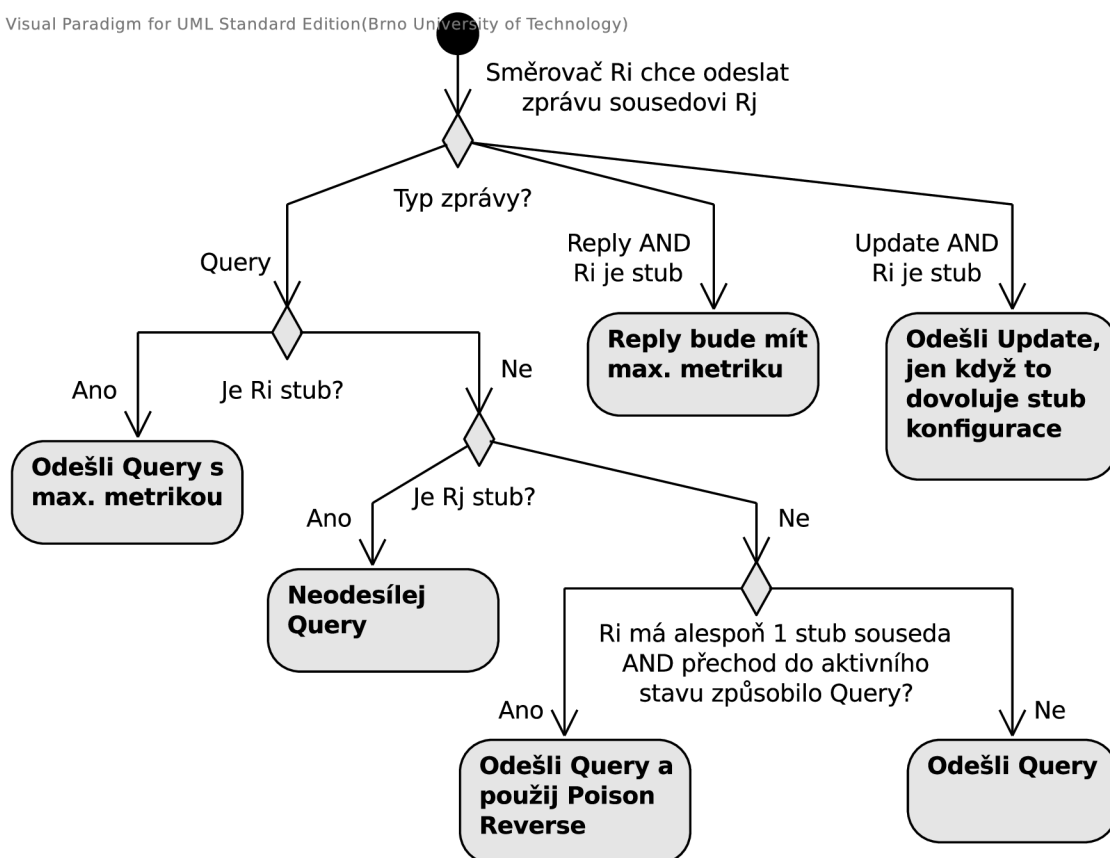 Visual Paradigm for UML Standard Edition(Brno University of Technology)
Směrovač Ri chce odeslat
zprávu sousedovi Rj
Typ zprávy?
Query
Reply AND
Ri je stub
Update AND
Ri je stub
Reply bude mít
max. metriku
Odešli Update,
jen když to
dovoluje stub
konfigurace
Ano
Je Ri stub?
Ne
Odešli Query s
max. metrikou
Ano
Je Rj stub?
Ne
Neodesílej
Query
Ri má alespoň 1 stub souseda
AND přechod do aktivního
stavu způsobilo Query?
Ano
Ne
Odešli Query a
použij Poison
Reverse
Odešli Query